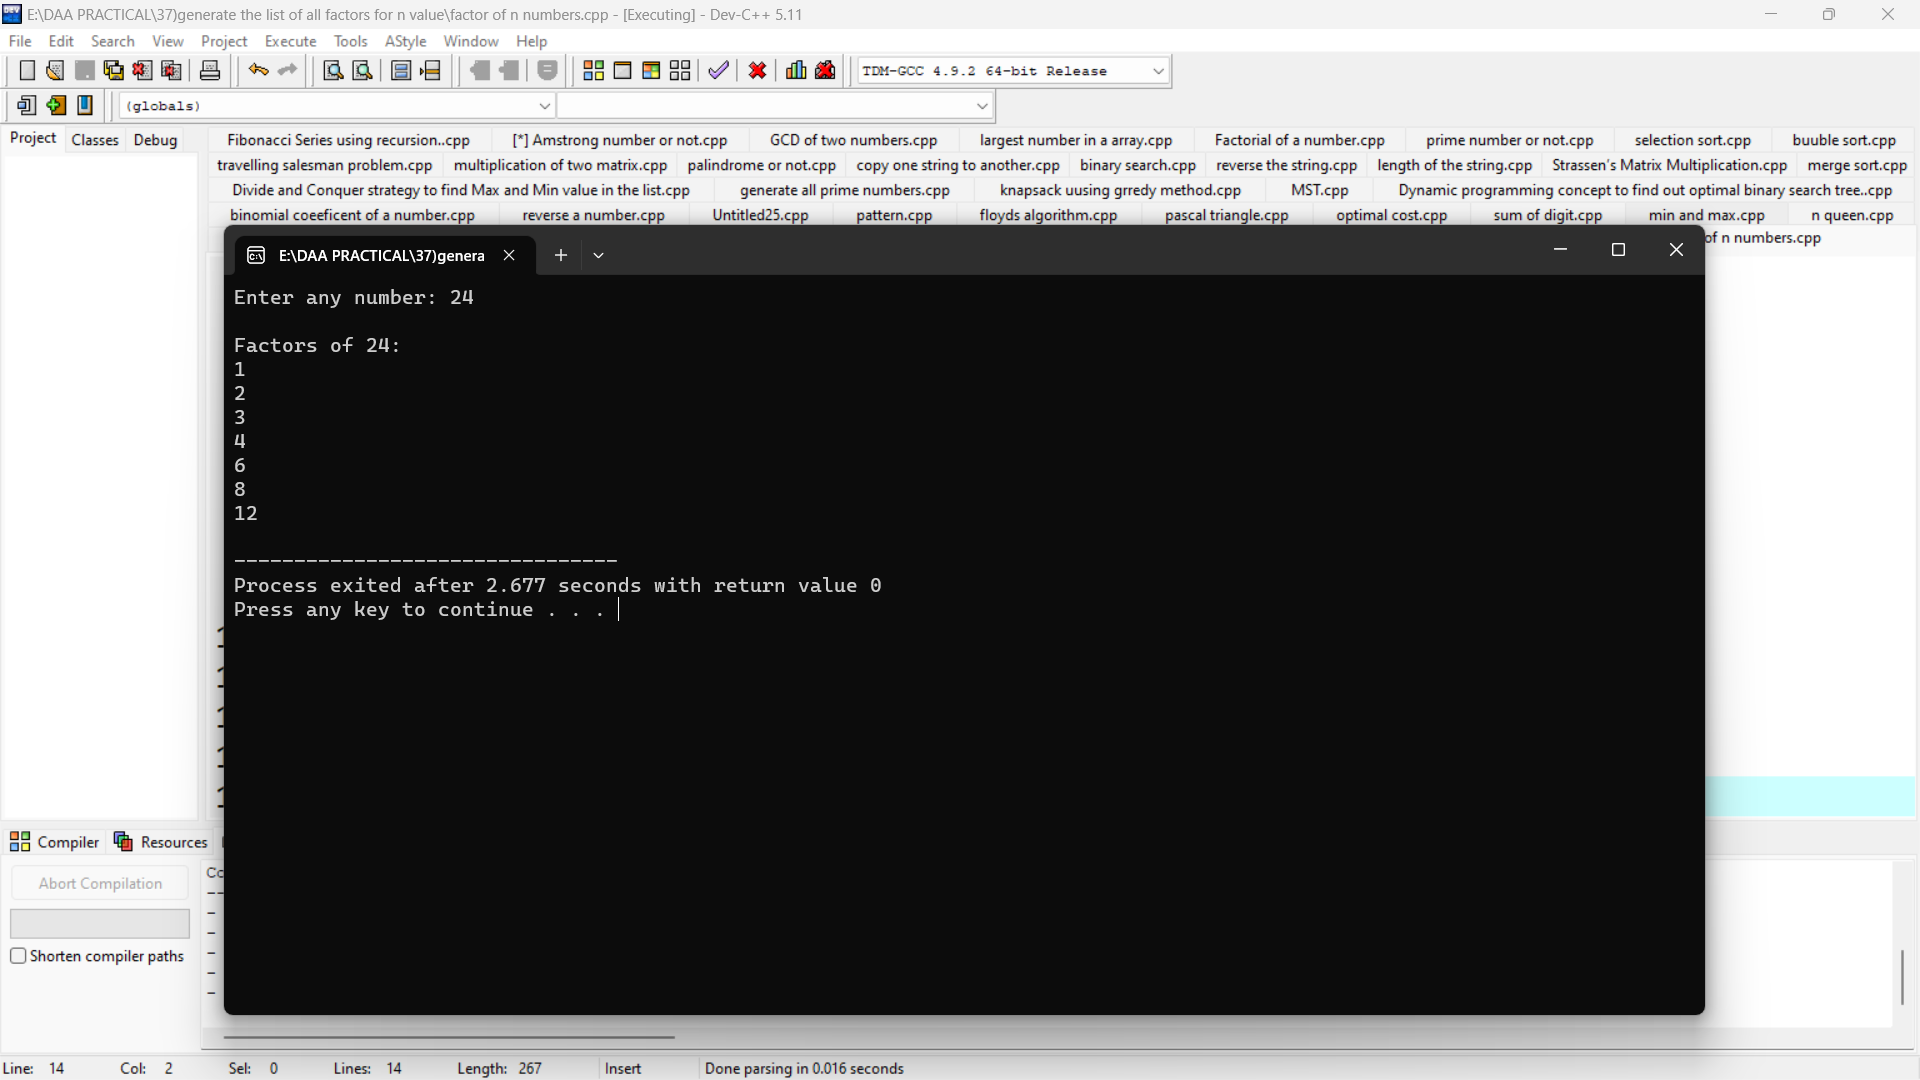 E:\DAA PRACTICAL\37)generate the list of all factors for n value\factor of n numbers.cpp - [Executing] - Dev-C++ 5.11
File Edit Search View Project Execute Tools AStyle Window Help
TDM-GCC 4.9.2 64-bit Release
(globals)
Project Classes Debug
Fibonacci Series using recursion..cpp [*] Amstrong number or not.cpp GCD of two numbers.cpp largest number in a array.cpp Factorial of a number.cpp prime number or not.cpp selection sort.cpp buuble sort.cpp
travelling salesman problem.cpp multiplication of two matrix.cpp palindrome or not.cpp copy one string to another.cpp binary search.cpp reverse the string.cpp length of the string.cpp Strassen's Matrix Multiplication.cpp merge sort.cpp
Divide and Conquer strategy to find Max and Min value in the list.cpp generate all prime numbers.cpp knapsack uusing grredy method.cpp MST.cpp Dynamic programming concept to find out optimal binary search tree..cpp
binomial coeeficent of a number.cpp reverse a number.cpp Untitled25.cpp pattern.cpp floyds algorithm.cpp pascal triangle.cpp optimal cost.cpp sum of digit.cpp min and max.cpp n queen.cpp
of n numbers.cpp
E:\DAA PRACTICAL\37)genera
Enter any number: 24
Factors of 24:
1
2
3
4
6
8
12
--------------------------------
Process exited after 2.677 seconds with return value 0
Press any key to continue . . .
Compiler Resources
Abort Compilation
Shorten compiler paths
Line: 14 Col: 2 Sel: 0 Lines: 14 Length: 267 Insert Done parsing in 0.016 seconds